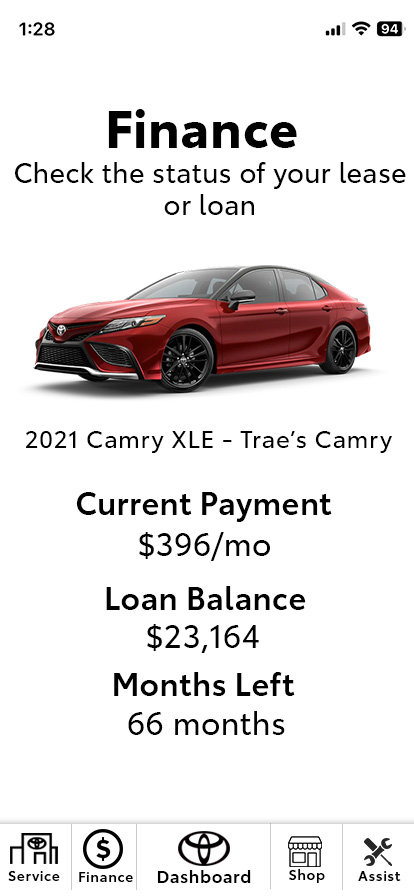 1:28
94
Finance
Check the status of your lease
or loan
2021 Camry XLE - Trae's Camry
Current Payment
$396/mo
Loan Balance
$23,164
Months Left
66 months
$
Service
Finance
Dashboard
Shop
Assist